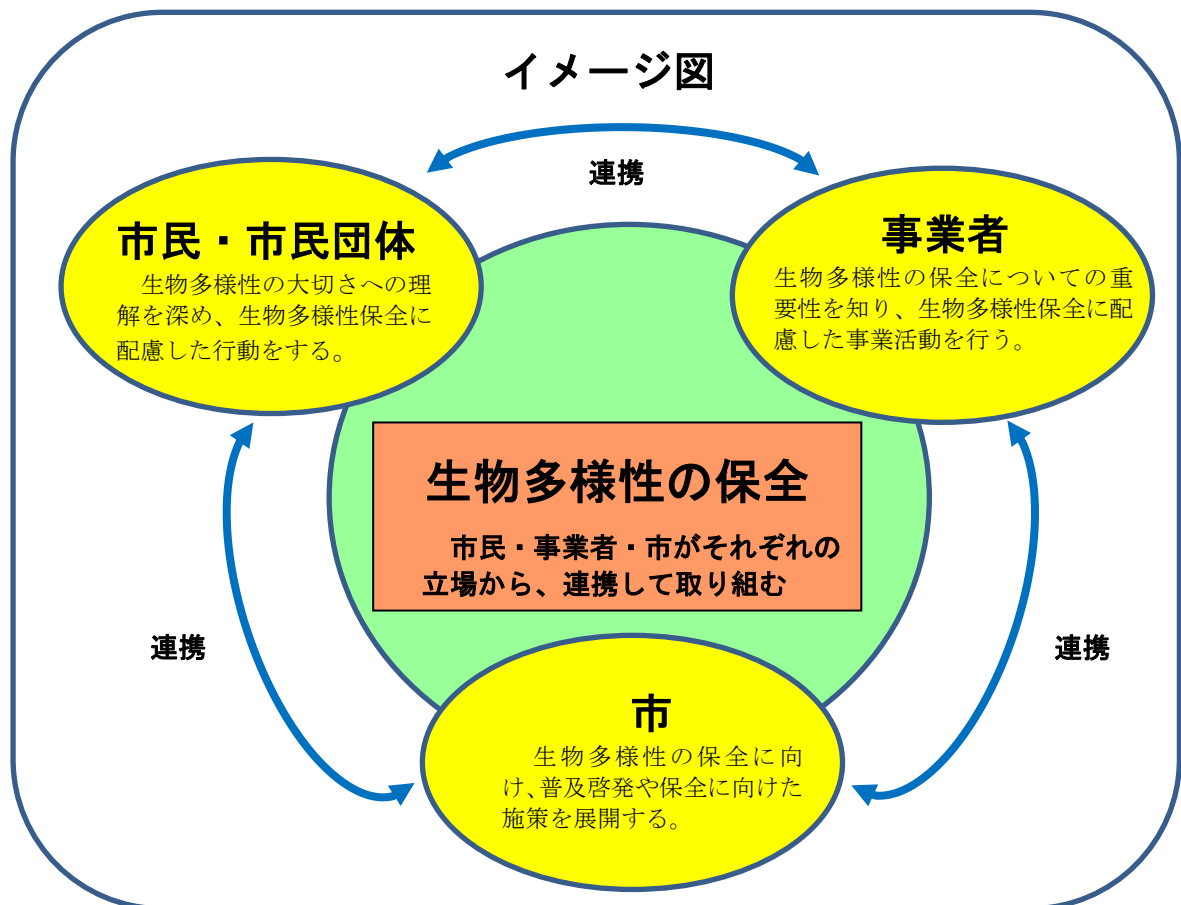 イメージ図
連携
市民・市民団体
生物多様性の大切さへの理
解を深め、生物多様性保全に
配慮した行動をする。
事業者
生物多様性の保全についての重
要性を知り、生物多様性保全に配
慮した事業活動を行う。
生物多様性の保全
市民・事業者・市がそれぞれの
立場から、連携して取り組む
連携
連携
市
生物多様性の保全に向
け、普及啓発や保全に向けた
施策を展開する。